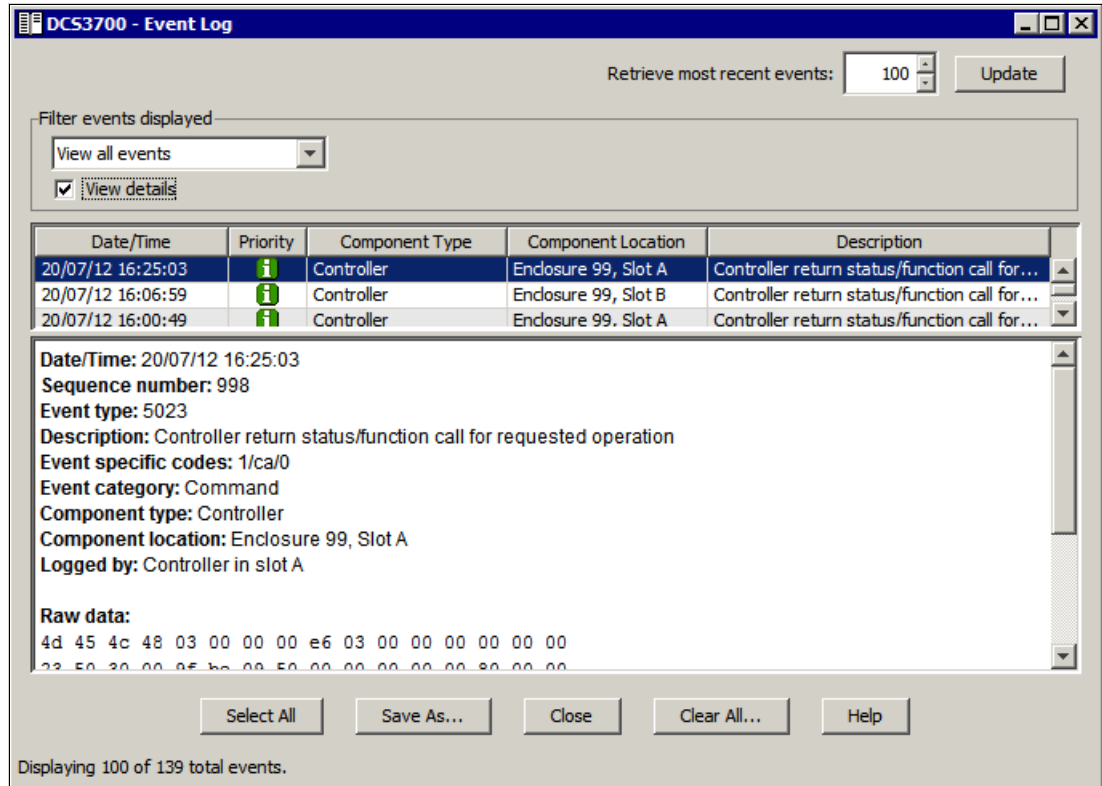 DCS3700 - Event Log
Retrieve most recent events: 100 Update
Filter events displayed
View all events
View details
Date/Time Priority Component Type Component Location Description
20/07/12 16:25:03 Controller Enclosure 99, Slot A Controller return status/function call for...
20/07/12 16:06:59 Controller Enclosure 99, Slot B Controller return status/function call for...
20/07/12 16:00:49 Controller Enclosure 99, Slot A Controller return status/function call for...
Date/Time: 20/07/12 16:25:03
Sequence number: 998
Event type: 5023
Description: Controller return status/function call for requested operation
Event specific codes: 1/ca/0
Event category: Command
Component type: Controller
Component location: Enclosure 99, Slot A
Logged by: Controller in slot A
Raw data:
4d 45 4c 48 03 00 00 00 e6 03 00 00 00 00 00 00
Select All Save As... Close Clear All... Help
Displaying 100 of 139 total events.